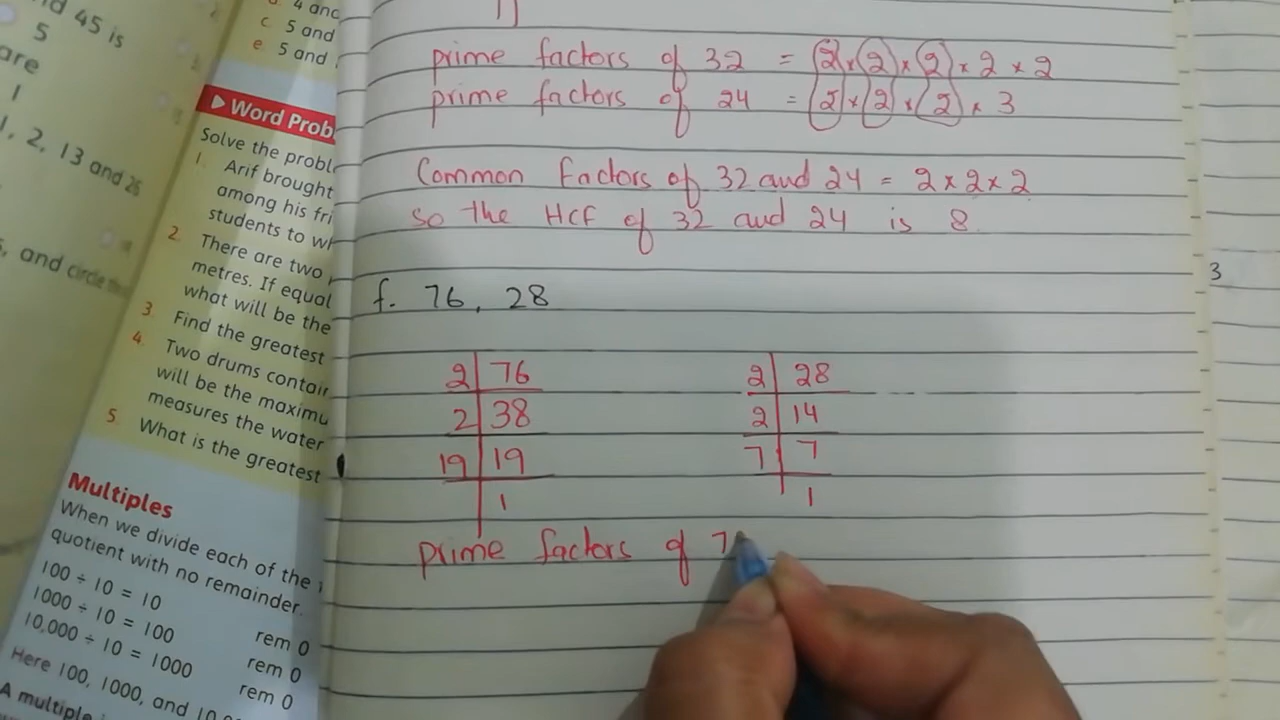 d 45 is
5
are
1
1, 2, 13 and 26
s, and circle the
4 and
c. 5 and
e. 5 and
Word Prob
Solve the probl
1. Arif brought
among his fri
students to wh
2. There are two
metres. If equal
what will be the
3. Find the greatest
4. Two drums contain
will be the maximu
measures the water
5. What is the greatest
Multiples
When we divide each of the
quotient with no remainder.
100 ÷ 10 = 10 rem 0
1000 ÷ 10 = 100 rem 0
10,000 ÷ 10 = 1000 rem 0
Here 100, 1000, and 10,0
A multiple
prime factors of 32 = 2 × 2 × 2 × 2 × 2
prime factors of 24 = 2 × 2 × 2 × 3
Common Factors of 32 and 24 = 2 × 2 × 2
so the HCF of 32 and 24 is 8
f. 76, 28
2 76
2 38
19 19
1
2 28
2 14
7 7
1
prime factors of 7
3